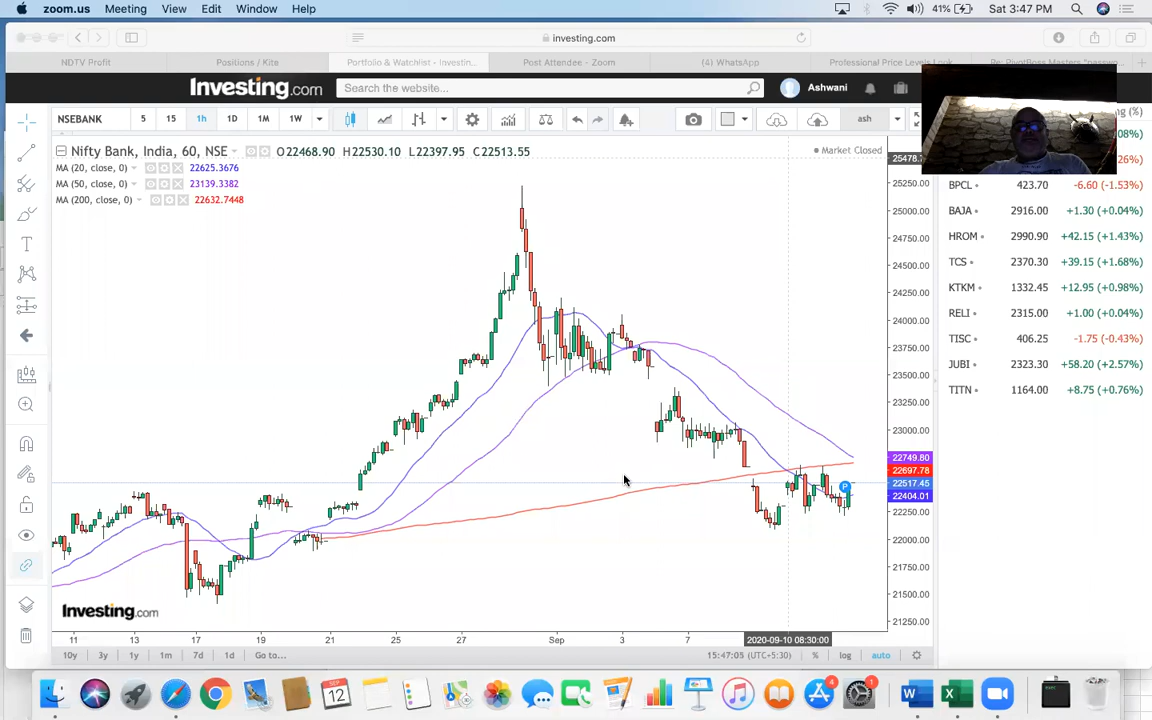 zoom.us Meeting View Edit Window Help 41% Sat 3:47 PM
investing.com
NDTV Profit Positions / Kite Portfolio & Watchlist - Investin... Post Attendee - Zoom (4) WhatsApp Professional Price Levels Look... Re: PivotBoss Masters "passwo...
Investing.com Search the website... Ashwani
NSEBANK 5 15 1h 1D 1M 1W ash
Nifty Bank, India, 60, NSE O22468.90 H22530.10 L22397.95 C22513.55 Market Closed
MA (20, close, 0) 22625.3676
MA (50, close, 0) 23139.3382
MA (200, close, 0) 22632.7448
25478.
25250.00
25000.00
24750.00
24500.00
24250.00
24000.00
23750.00
23500.00
23250.00
23000.00
22749.80
22697.78
22517.45
22404.01
22250.00
22000.00
21750.00
21500.00
21250.00
P
Investing.com
11 13 17 19 21 25 27 Sep 3 7 2020-09-10 08:30:00
10y 3y 1y 1m 7d 1d Go to... 15:47:05 (UTC+5:30) % log auto
g (%)
08%)
26%)
BPCL 423.70 -6.60 (-1.53%)
BAJA 2916.00 +1.30 (+0.04%)
HROM 2990.90 +42.15 (+1.43%)
TCS 2370.30 +39.15 (+1.68%)
KTKM 1332.45 +12.95 (+0.98%)
RELI 2315.00 +1.00 (+0.04%)
TISC 406.25 -1.75 (-0.43%)
JUBI 2323.30 +58.20 (+2.57%)
TITN 1164.00 +8.75 (+0.76%)
SEP
12
4
1
W
X